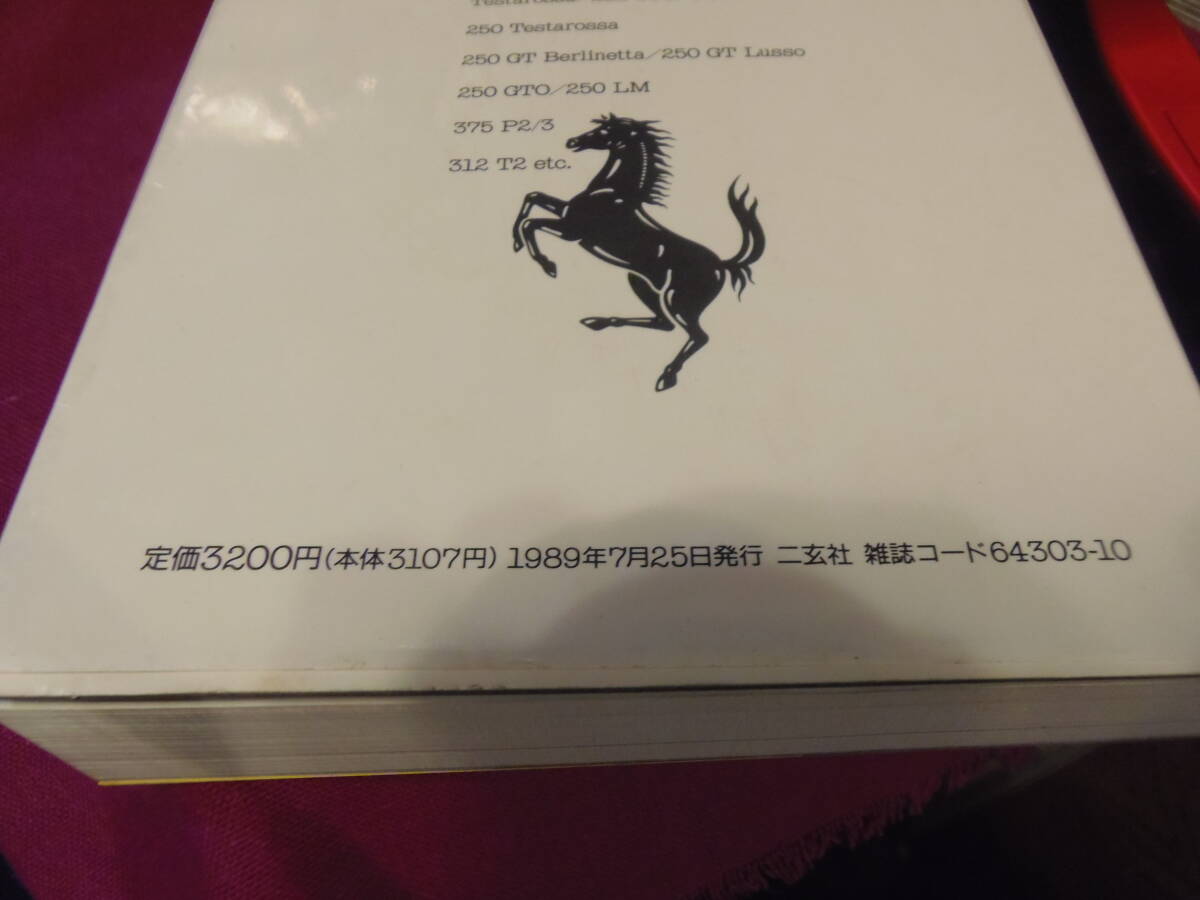 Testarossa
250 Testarossa
250 GT Berlinetta/250 GT Lusso
250 GTO/250 LM
375 P2/3
312 T2 etc.
定価3200円(本体3107円) 1989年7月25日発行 二玄社 雑誌コード64303-10